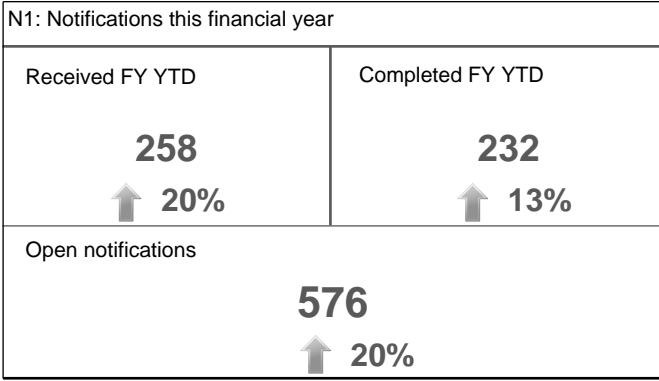 N1: Notifications this financial year
Received FY YTD
258
20%
Completed FY YTD
232
13%
Open notifications
576
20%